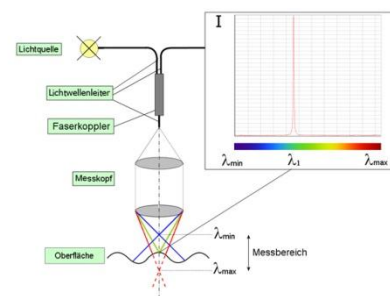 Lichtquelle
Lichtwellenleiter
Faserkoppler
Messkopf
Oberfläche
I
λmin λ1 λmax
λmin
Messbereich
λmax